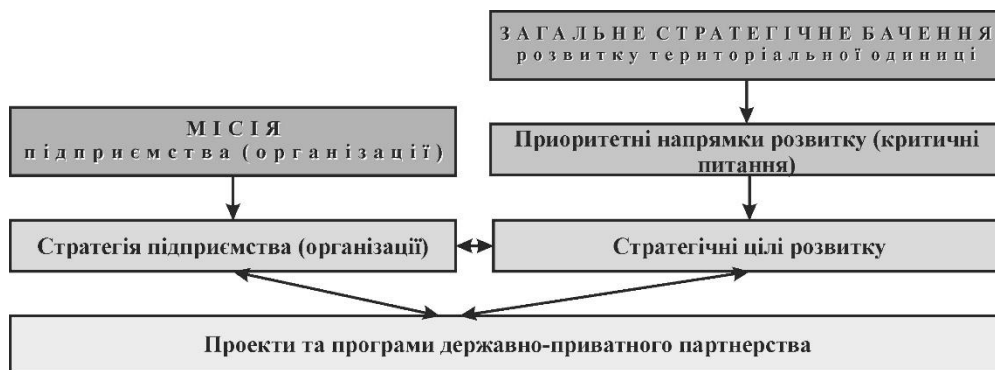 ЗАГАЛЬНЕ СТРАТЕГІЧНЕ БАЧЕННЯ
розвитку територіальної одиниці
МІСІЯ
підприємства (організації)
Приоритетні напрямки розвитку (критичні
питання)
Стратегія підприємства (організації)
Стратегічні цілі розвитку
Проекти та програми державно-приватного партнерства